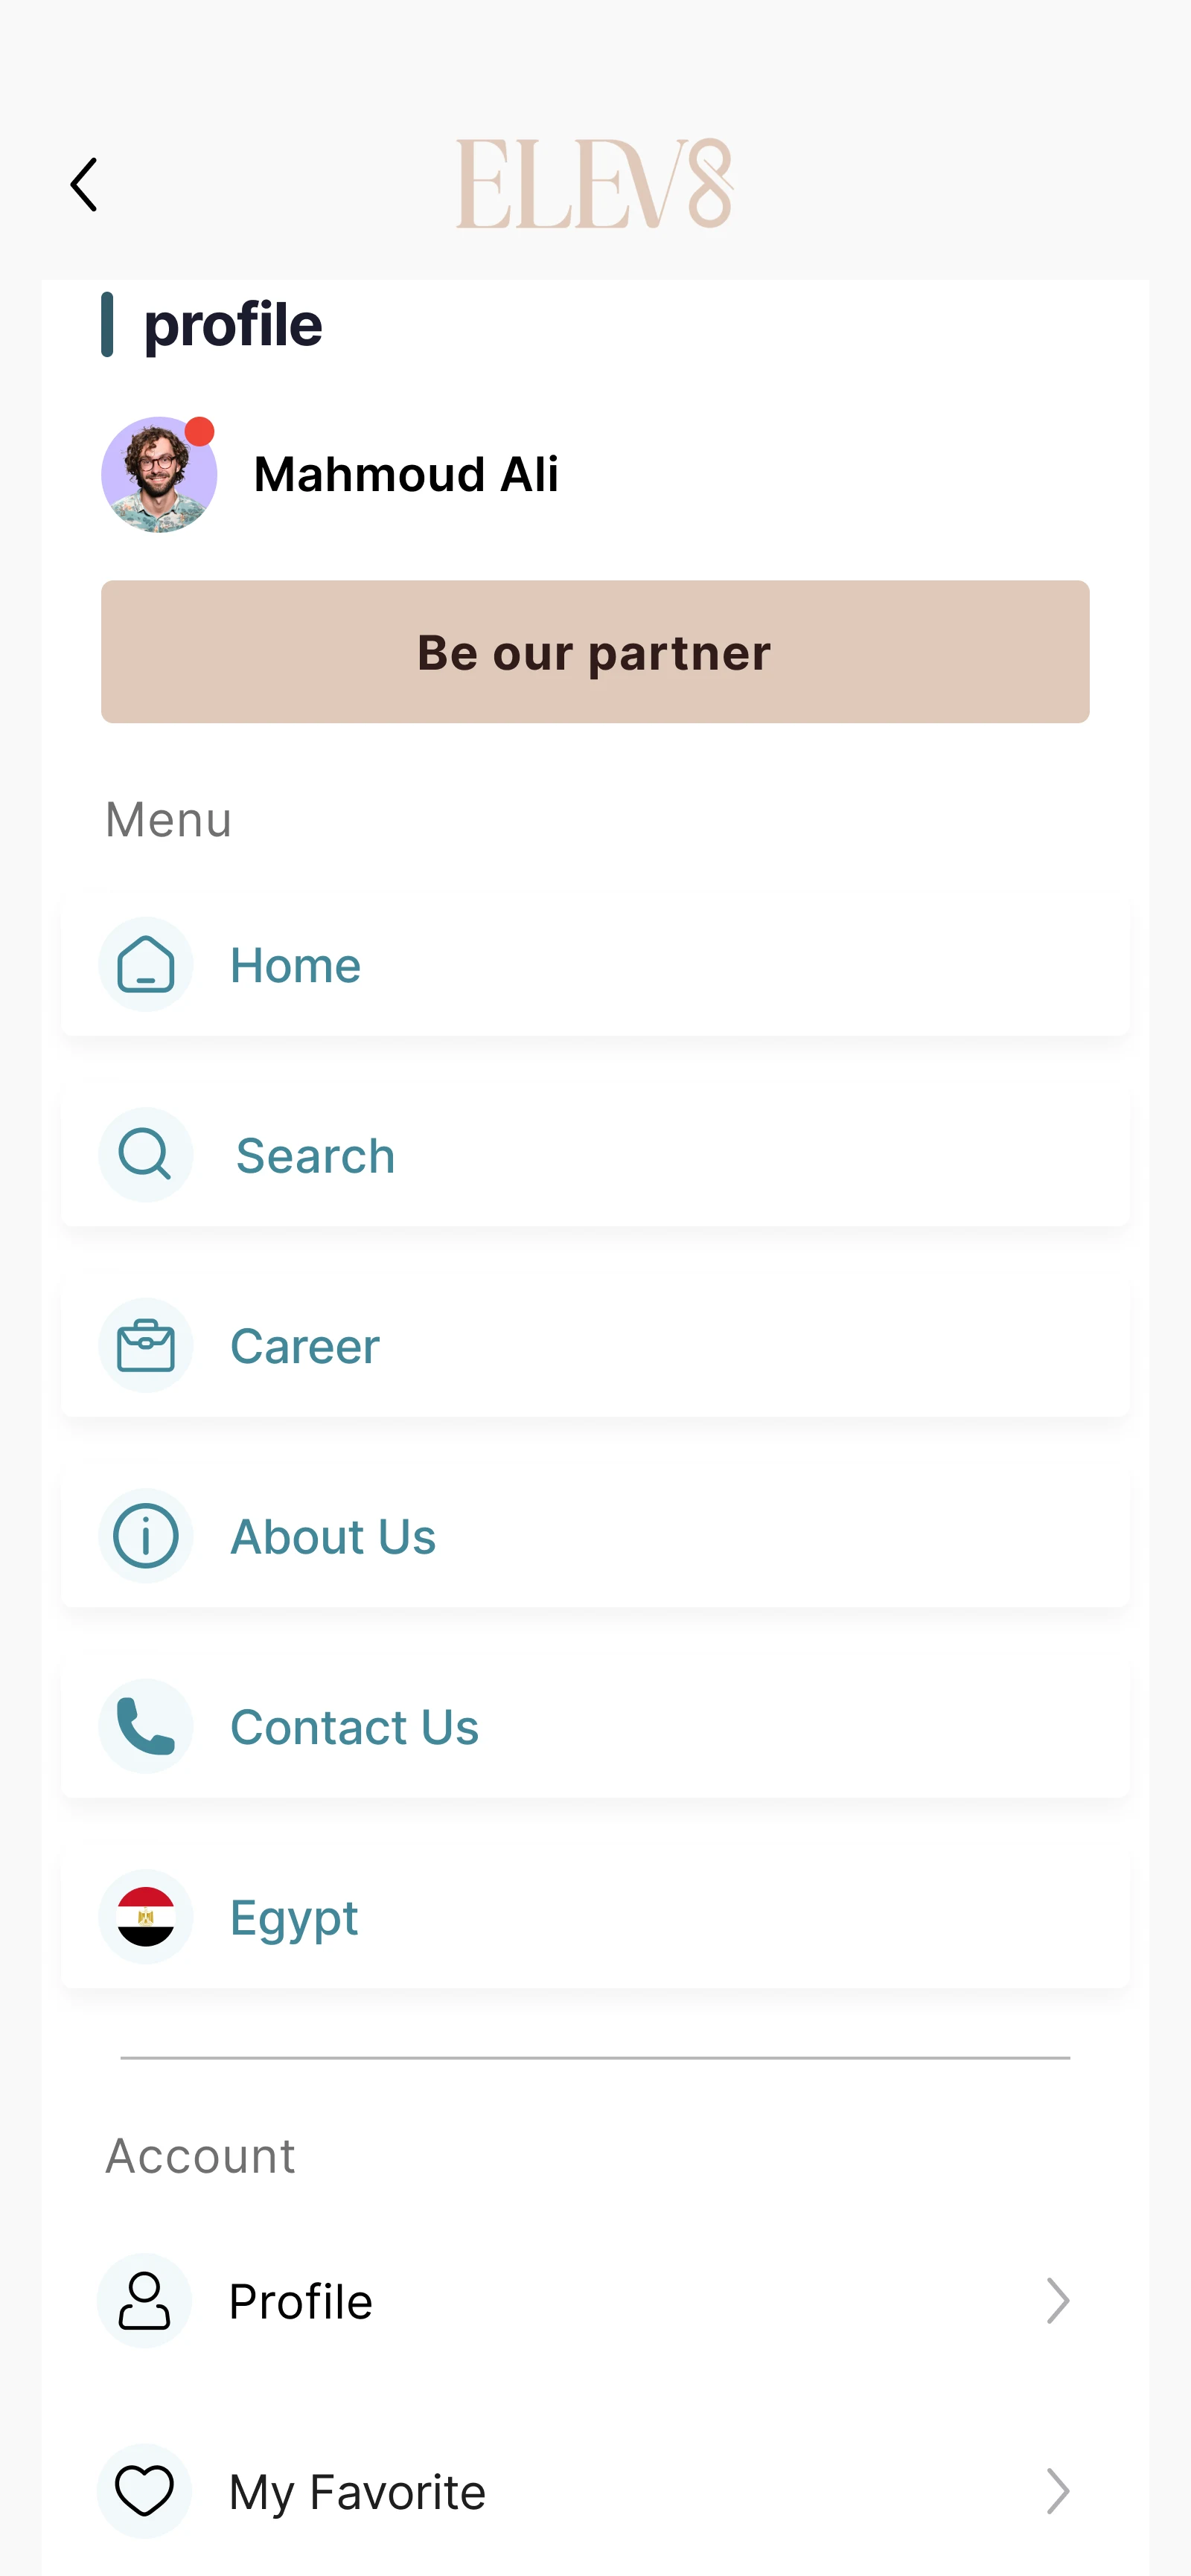 ELEV8
profile
Mahmoud Ali
Be our partner
Menu
Home
Search
Career
About Us
Contact Us
Egypt
Account
Profile
My Favorite